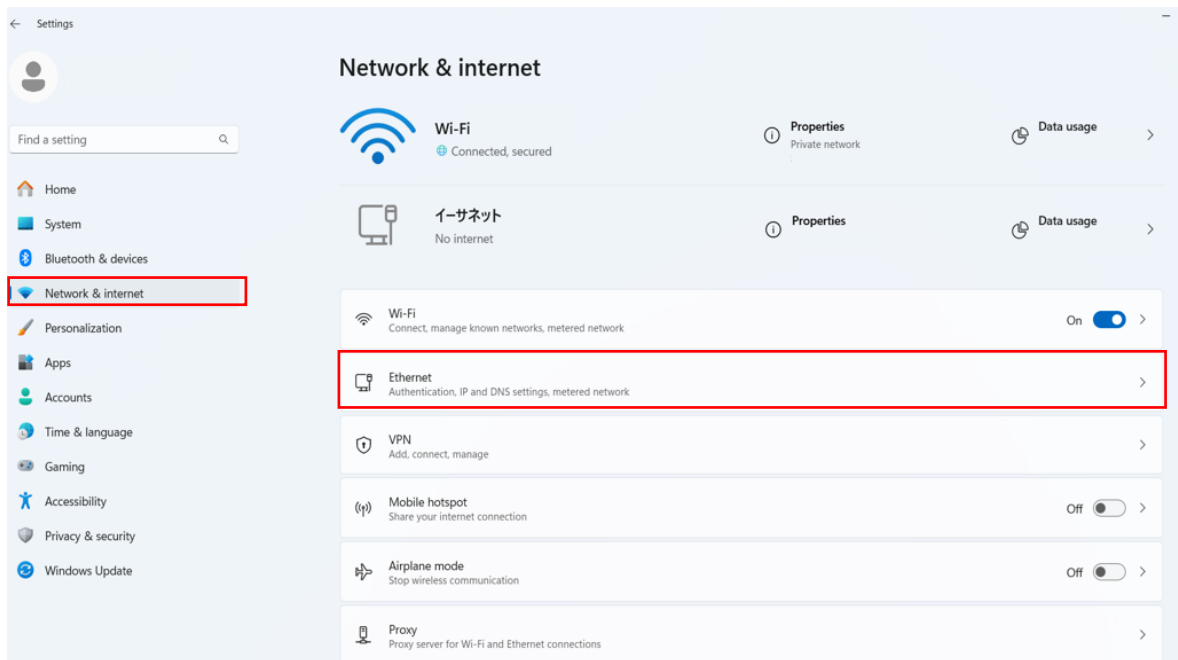 Settings
Find a setting
Home
System
Bluetooth & devices
Network & internet
Personalization
Apps
Accounts
Time & language
Gaming
Accessibility
Privacy & security
Windows Update
Network & internet
Wi-Fi
Connected, secured
Properties
Private network
Data usage
イーサネット
No internet
Properties
Data usage
Wi-Fi
Connect, manage known networks, metered network
On
Ethernet
Authentication, IP and DNS settings, metered network
VPN
Add, connect, manage
Mobile hotspot
Share your internet connection
Off
Airplane mode
Stop wireless communication
Off
Proxy
Proxy server for Wi-Fi and Ethernet connections